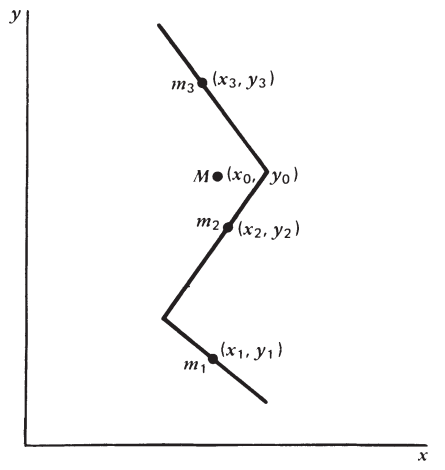 y
m₃ (x₃, y₃)
M (x₀, y₀)
m₂ (x₂, y₂)
(x₁, y₁)
m₁
x